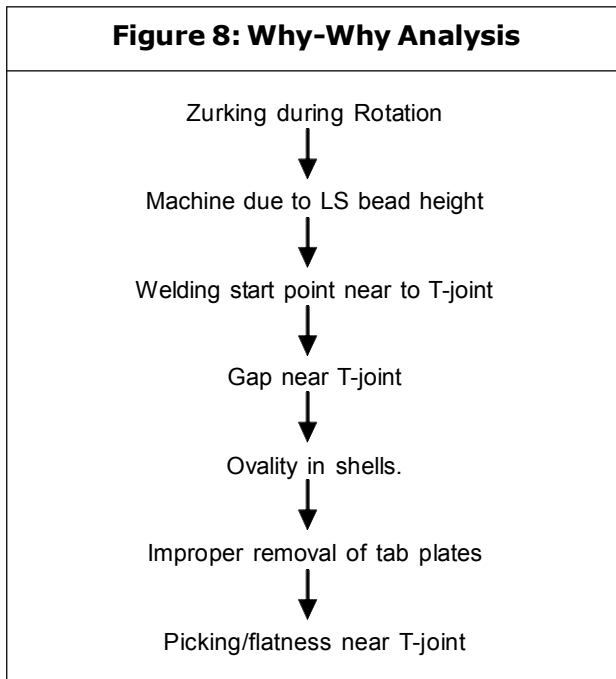 Figure 8: Why-Why Analysis
Zurking during Rotation
Machine due to LS bead height
Welding start point near to T-joint
Gap near T-joint
Ovality in shells.
Improper removal of tab plates
Picking/flatness near T-joint